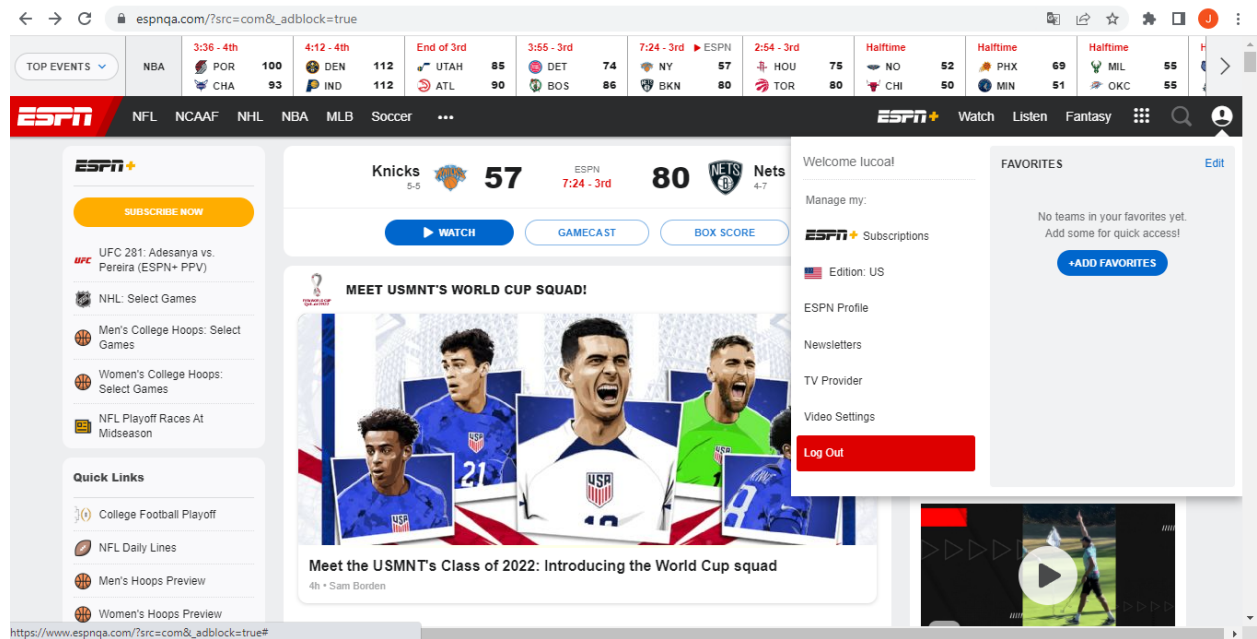 espnqa.com/?src=com&_adblock=true
TOP EVENTS
NBA
3:36 - 4th
POR 100
CHA 93
4:12 - 4th
DEN 112
IND 112
End of 3rd
UTAH 85
ATL 90
3:55 - 3rd
DET 74
BOS 86
7:24 - 3rd ESPN
NY 57
BKN 80
2:54 - 3rd
HOU 75
TOR 80
Halftime
NO 52
CHI 50
Halftime
PHX 69
MIN 51
Halftime
MIL 55
OKC 55
H
ESPN NFL NCAAF NHL NBA MLB Soccer ••• ESPN+ Watch Listen Fantasy
ESPN+
SUBSCRIBE NOW
UFC
UFC 281: Adesanya vs.
Pereira (ESPN+ PPV)
NHL: Select Games
Men's College Hoops: Select
Games
Women's College Hoops:
Select Games
NFL Playoff Races At
Midseason
Quick Links
College Football Playoff
NFL Daily Lines
Men's Hoops Preview
Women's Hoops Preview
Knicks
5-5
57
ESPN
7:24 - 3rd
80
NETS
B
Nets
4-7
WATCH
GAMECAST
BOX SCORE
MEET USMNT'S WORLD CUP SQUAD!
USA
21
USA
USA
10
USA
1
8
Meet the USMNT's Class of 2022: Introducing the World Cup squad
4h • Sam Borden
Welcome lucoa!
Manage my:
ESPN+ Subscriptions
Edition: US
ESPN Profile
Newsletters
TV Provider
Video Settings
Log Out
FAVORITES
Edit
No teams in your favorites yet.
Add some for quick access!
+ADD FAVORITES
J
https://www.espnqa.com/?src=com&_adblock=true#